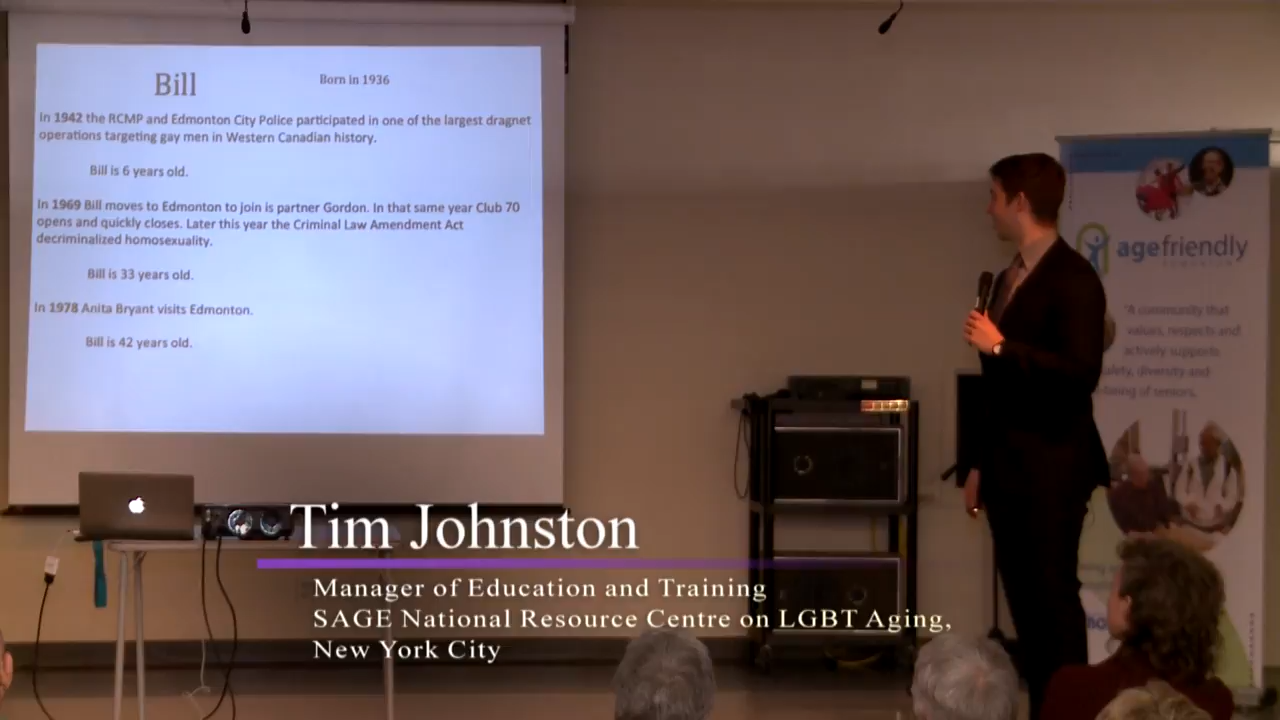 Bill
Born in 1936
In 1942 the RCMP and Edmonton City Police participated in one of the largest dragnet
operations targeting gay men in Western Canadian history.
Bill is 6 years old.
In 1969 Bill moves to Edmonton to join is partner Gordon. In that same year Club 70
opens and quickly closes. Later this year the Criminal Law Amendment Act
decriminalized homosexuality.
Bill is 33 years old.
In 1978 Anita Bryant visits Edmonton.
Bill is 42 years old.
agefriendly
EDMONTON
"A community that
values, respects and
actively supports
diversity and
of seniors.
Tim Johnston
Manager of Education and Training
SAGE National Resource Centre on LGBT Aging,
New York City